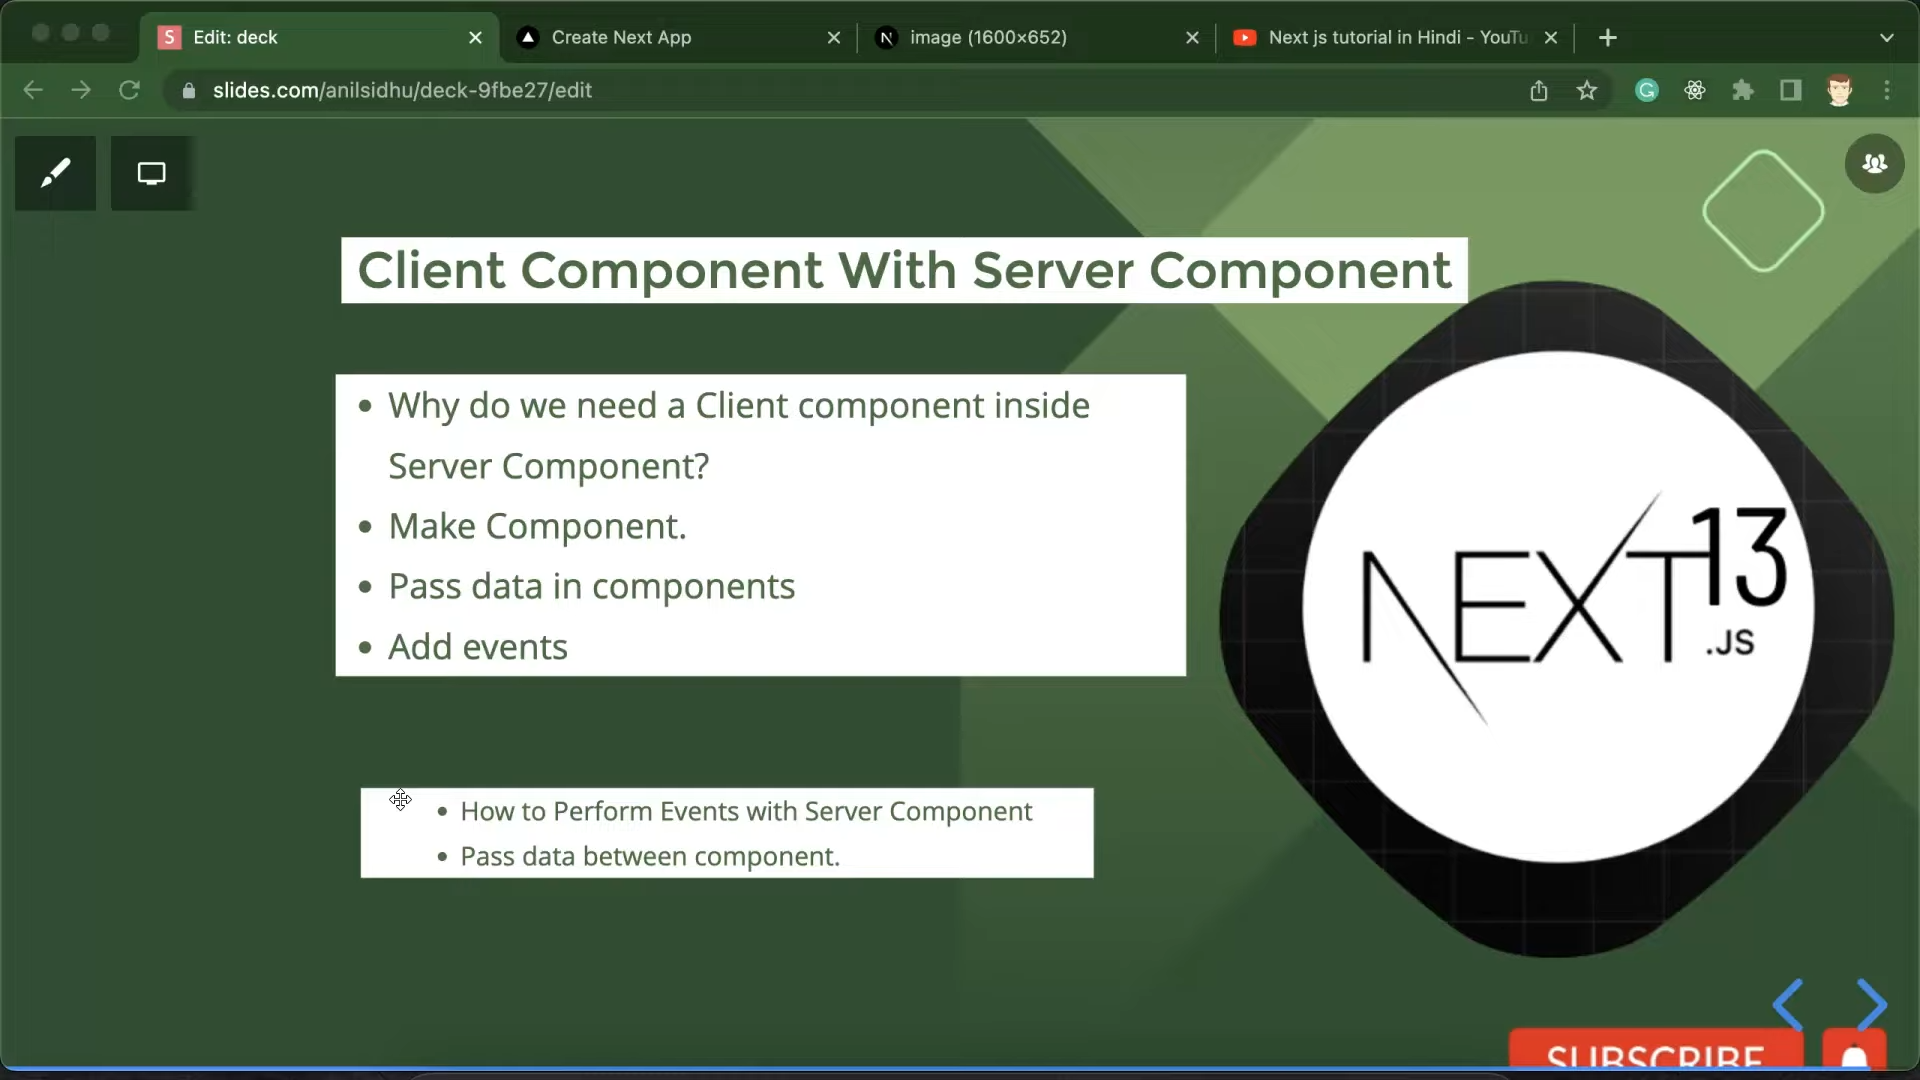 Edit: deck
Create Next App
image (1600×652)
Next js tutorial in Hindi - YouTu
slides.com/anilsidhu/deck-9fbe27/edit
Client Component With Server Component
• Why do we need a Client component inside
Server Component?
• Make Component.
• Pass data in components
• Add events
NEXT 13
.JS
• How to Perform Events with Server Component
• Pass data between component.
SUBSCRIBE